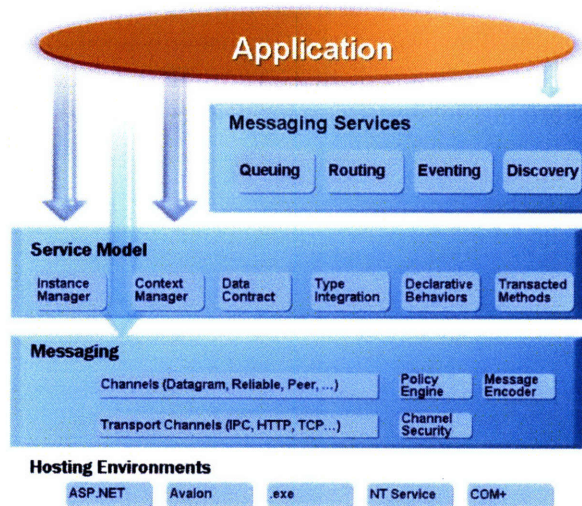 Application
Messaging Services
Queuing Routing Eventing Discovery
Service Model
Instance Manager
Context Manager
Data Contract
Type Integration
Declarative Behaviors
Transacted Methods
Messaging
Channels (Datagram, Reliable, Peer, ...)
Policy Engine
Message Encoder
Transport Channels (IPC, HTTP, TCP...)
Channel Security
Hosting Environments
ASP.NET Avalon .exe NT Service COM+